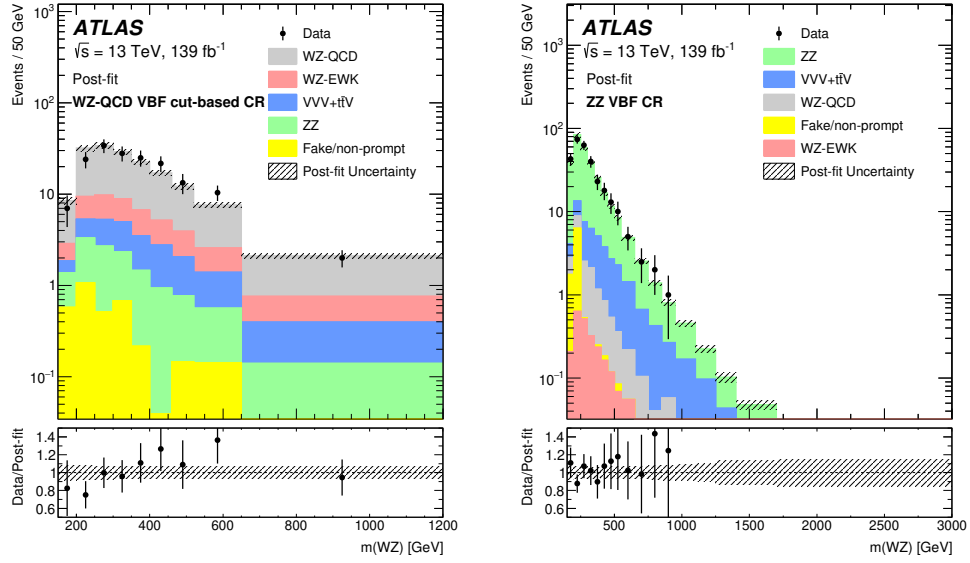 ATLAS
√s = 13 TeV, 139 fb⁻¹
Post-fit
WZ-QCD VBF cut-based CR
Data
WZ-QCD
WZ-EWK
VVV+tt̄V
ZZ
Fake/non-prompt
Post-fit Uncertainty
Events / 50 GeV
10³
10²
10
1
10⁻¹
Data/Post-fit
1.4
1.2
1
0.8
0.6
200 400 600 800 1000 1200
m(WZ) [GeV]
ATLAS
√s = 13 TeV, 139 fb⁻¹
Post-fit
ZZ VBF CR
Data
ZZ
VVV+tt̄V
WZ-QCD
Fake/non-prompt
WZ-EWK
Post-fit Uncertainty
Events / 50 GeV
10³
10²
10
1
10⁻¹
Data/Post-fit
1.4
1.2
1
0.8
0.6
500 1000 1500 2000 2500 3000
m(WZ) [GeV]